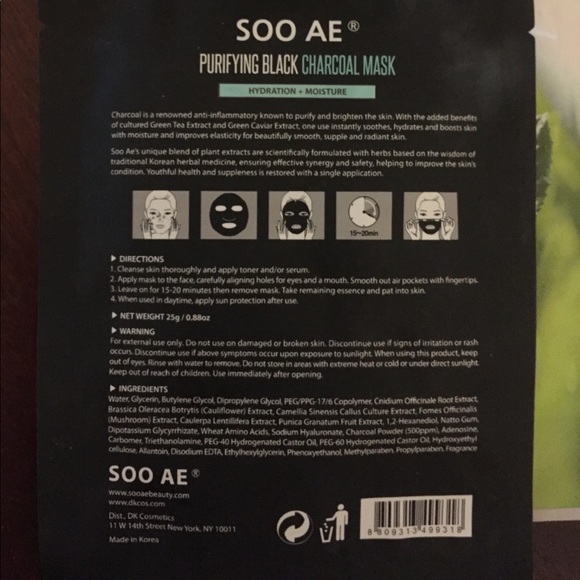 SOO AE®
PURIFYING BLACK CHARCOAL MASK
HYDRATION + MOISTURE
Charcoal is a renowned anti-inflammatory known to purify and brighten the skin. With the added benefits
of cultured Green Tea Extract and Green Caviar Extract, one use instantly soothes, hydrates and boosts skin
with moisture and improves elasticity for beautifully smooth, supple and radiant skin.
Soo Ae's unique blend of plant extracts are scientifically formulated with herbs based on the wisdom of
traditional Korean herbal medicine, ensuring effective synergy and safety, helping to improve the skin's
condition. Youthful health and suppleness is restored with a single application.
15~20min
▶ DIRECTIONS
1. Cleanse skin thoroughly and apply toner and/or serum.
2. Apply mask to the face, carefully aligning holes for eyes and a mouth. Smooth out air pockets with fingertips.
3. Leave on for 15-20 minutes then remove mask. Take remaining essence and pat into skin.
4. When used in daytime, apply sun protection after use.
▶ NET WEIGHT 25g / 0.88oz
▶ WARNING
For external use only. Do not use on damaged or broken skin. Discontinue use if signs of irritation or rash
occurs. Discontinue use if above symptoms occur upon exposure to sunlight. When using this product, keep
out of eyes. Rinse with water to remove. Do not store in areas with extreme heat or cold or under direct sunlight.
Keep out of reach of children. Use immediately after opening.
▶ INGREDIENTS
Water, Glycerin, Butylene Glycol, Dipropylene Glycol, PEG/PPG-17/6 Copolymer, Cnidium Officinale Root Extract,
Brassica Oleracea Botrytis (Cauliflower) Extract, Camellia Sinensis Callus Culture Extract, Fomes Officinalis
(Mushroom) Extract, Caulerpa Lentillifera Extract, Punica Granatum Fruit Extract, 1,2-Hexanediol, Natto Gum,
Dipotassium Glycyrrhizate, Wheat Amino Acids, Sodium Hyaluronate, Charcoal Powder (500ppm), Adenosine,
Carbomer, Triethanolamine, PEG-40 Hydrogenated Castor Oil, PEG-60 Hydrogenated Castor Oil, Hydroxyethyl
cellulose, Allantoin, Disodium EDTA, Ethylhexylglycerin, Phenoxyethanol, Methylparaben, Propylparaben, Fragrance
SOO AE®
www.sooaebeauty.com
www.dkcos.com
Dist., DK Cosmetics
11 W 14th Street New York, NY 10011
Made in Korea
8 809313 499318